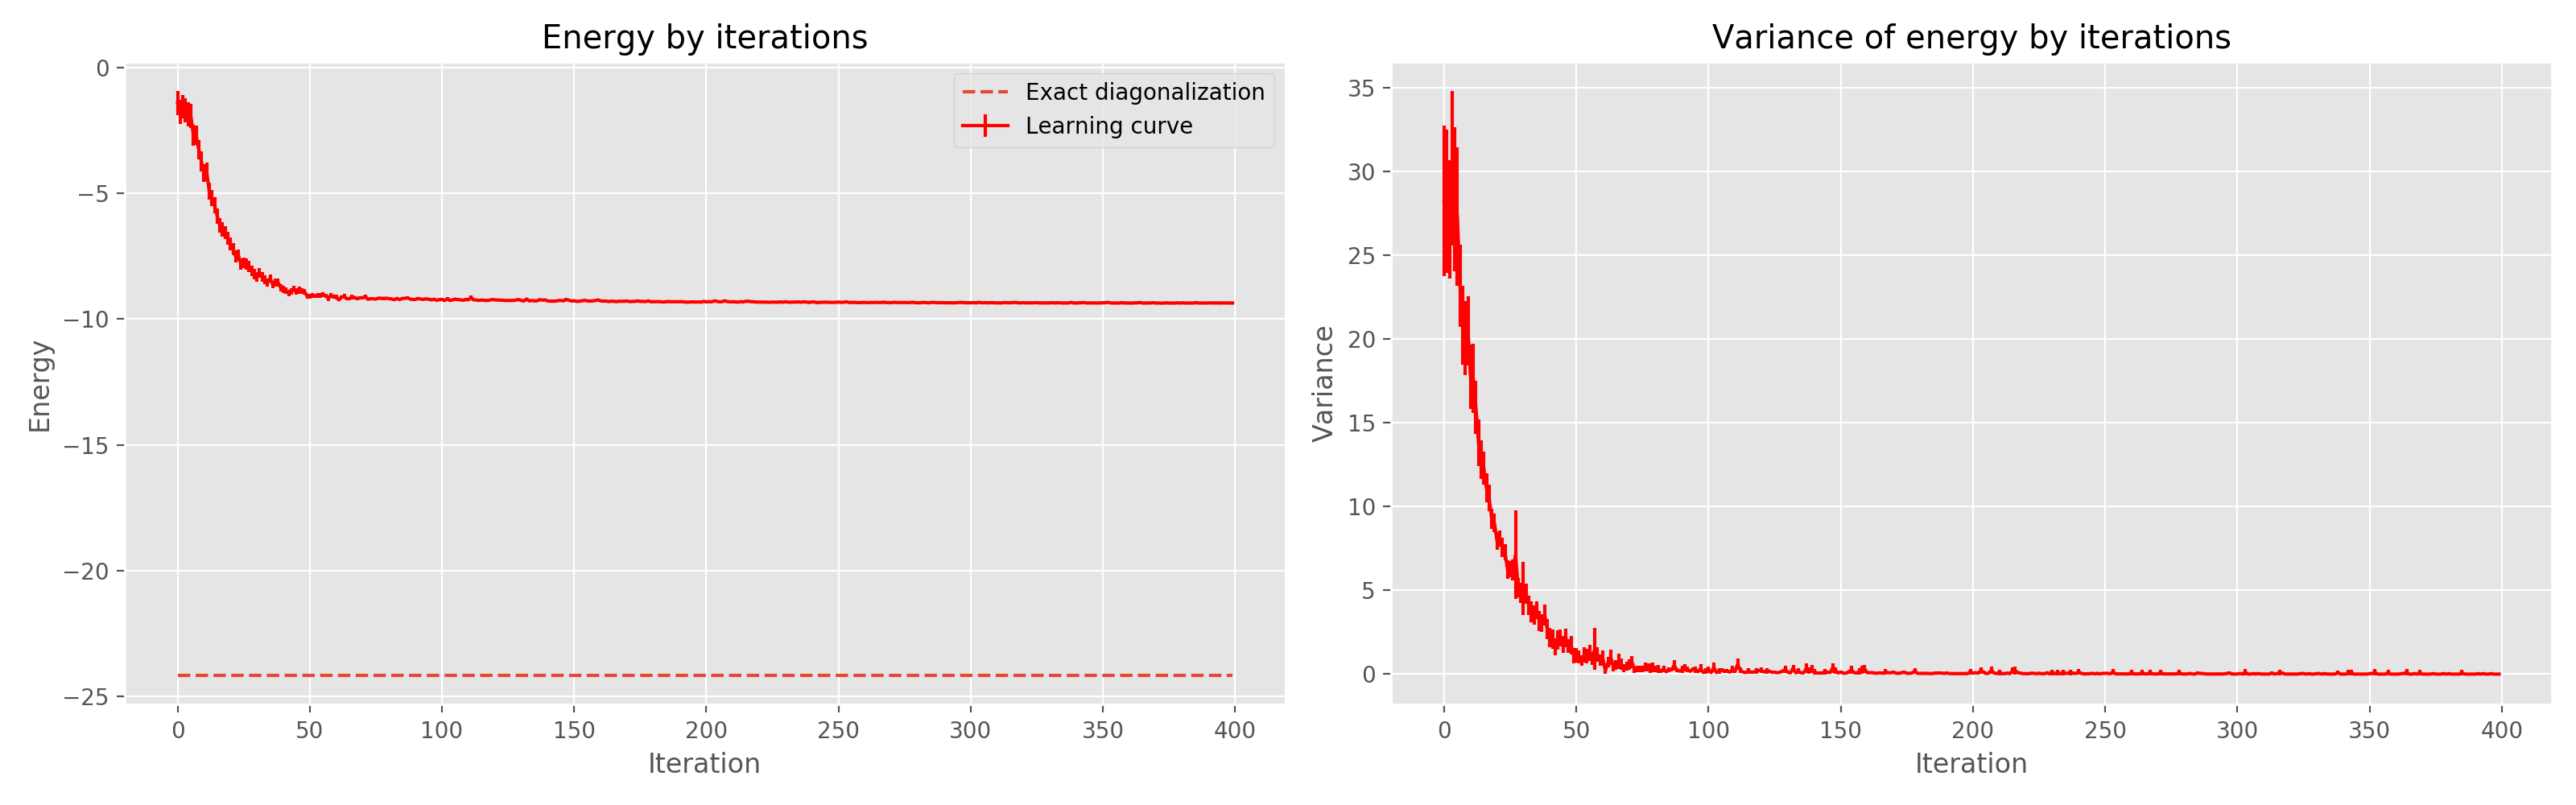 Energy by iterations
Energy
0
−5
−10
−15
−20
−25
Exact diagonalization
Learning curve
0 50 100 150 200 250 300 350 400
Iteration
Variance of energy by iterations
Variance
35
30
25
20
15
10
5
0
0 50 100 150 200 250 300 350 400
Iteration